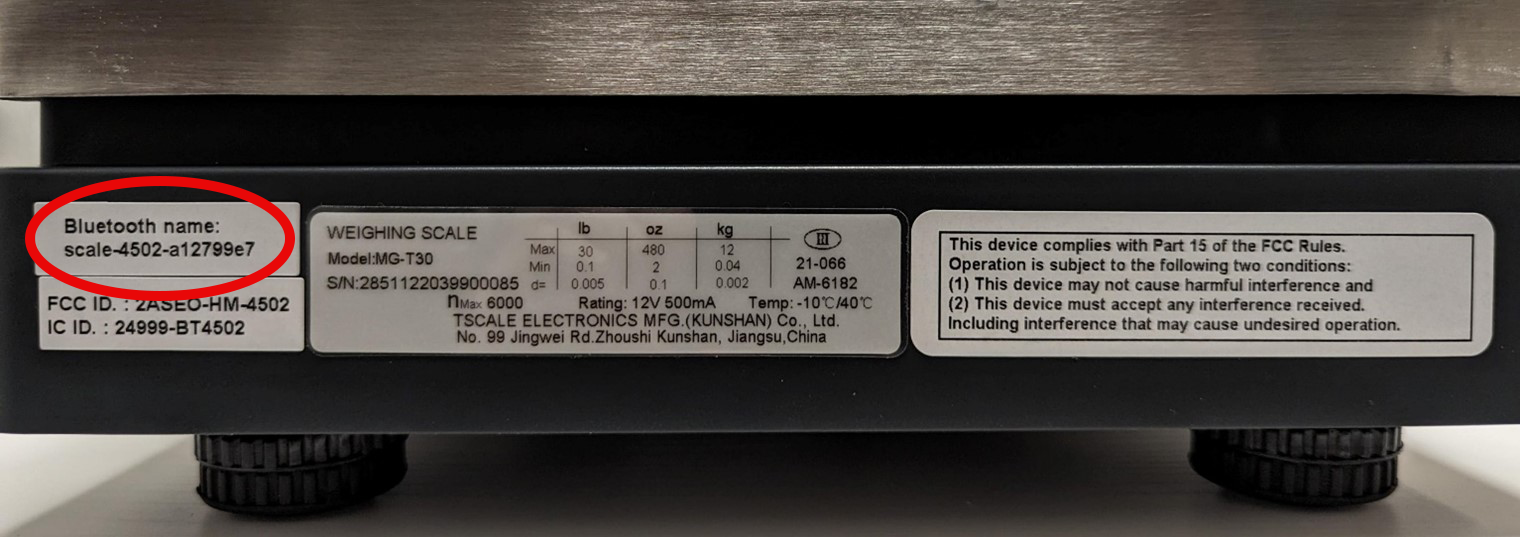 Bluetooth name:
scale-4502-a12799e7
FCC ID. : 2ASEO-HM-4502
IC ID. : 24999-BT4502
WEIGHING SCALE
Model:MG-T30
S/N:2851122039900085
lb oz kg
Max 30 480 12
Min 0.1 2 0.04
d= 0.005 0.1 0.002
III
21-066
AM-6182
nMax 6000 Rating: 12V 500mA Temp: -10℃/40℃
TSCALE ELECTRONICS MFG.(KUNSHAN) Co., Ltd.
No. 99 Jingwei Rd.Zhoushi Kunshan, Jiangsu,China
This device complies with Part 15 of the FCC Rules.
Operation is subject to the following two conditions:
(1) This device may not cause harmful interference and
(2) This device must accept any interference received.
Including interference that may cause undesired operation.